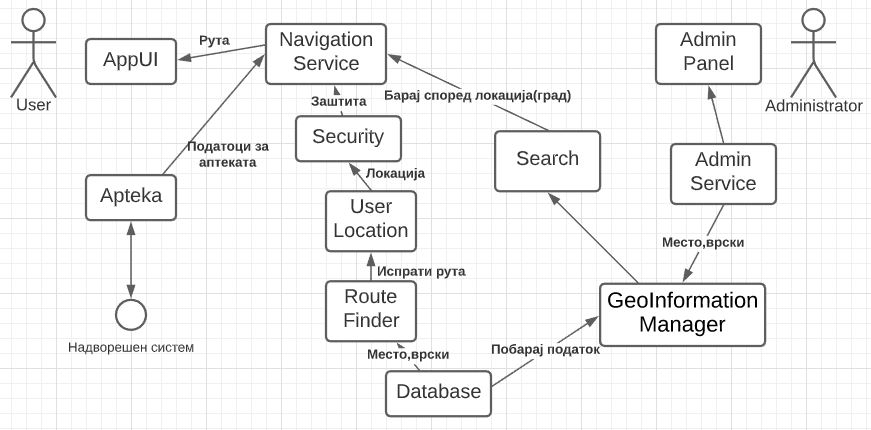 Navigation
Service
Admin
Panel
Рута
AppUI
User
Administrator
Барај според локација(град)
Заштита
Security
Податоци за
аптеката
Search
Admin
Service
Локација
Apteka
User
Location
Место,врски
Испрати рута
Route
Finder
GeoInformation
Manager
Надворешен систем
Место,врски
Побарај податок
Database